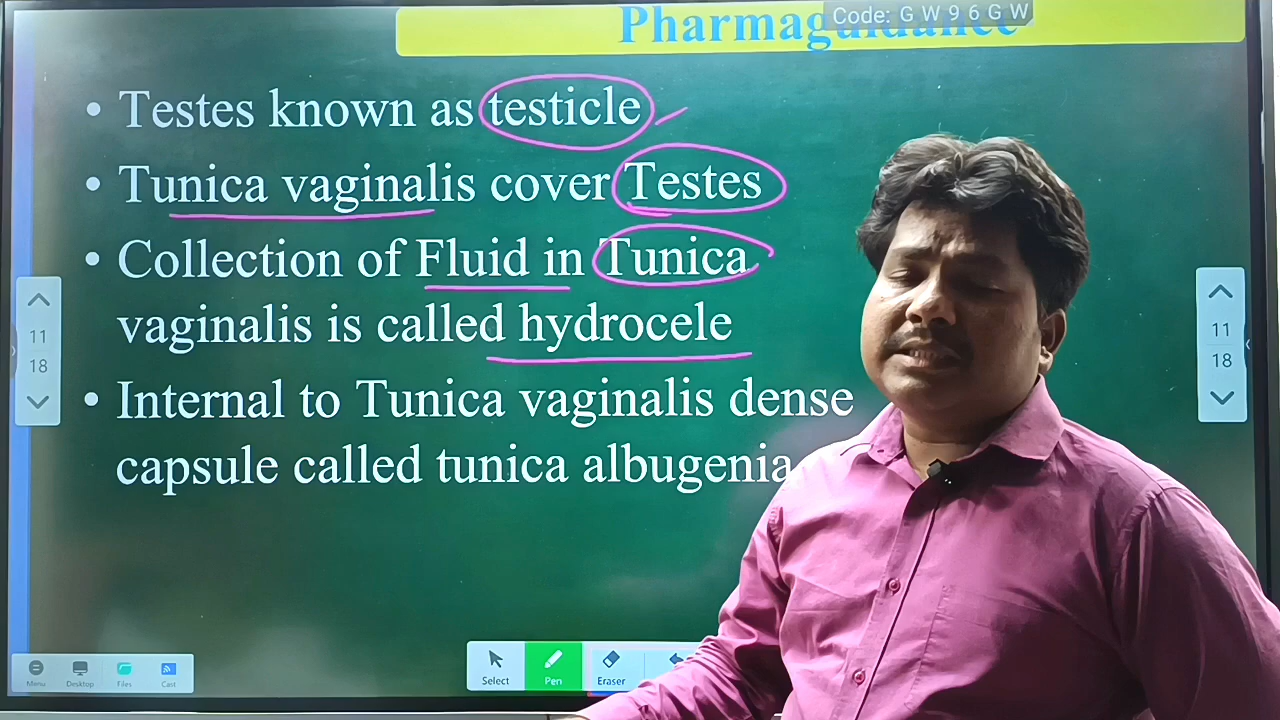 Pharmaguidance
Code: G W 9 6 G W
• Testes known as testicle
• Tunica vaginalis cover Testes
• Collection of Fluid in Tunica
vaginalis is called hydrocele
• Internal to Tunica vaginalis dense
capsule called tunica albugenia
11
18
11
18
Menu
Desktop
Files
Cast
Select
Pen
Eraser